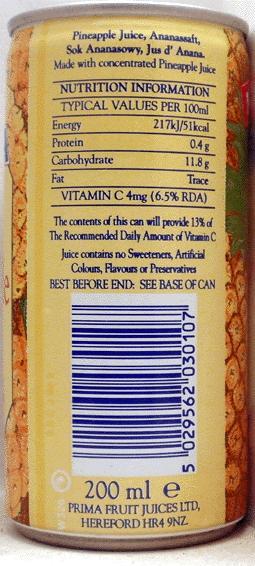 Pineapple Juice, Ananassaft,
Sok Ananasowy, Jus d' Anana.
Made with concentrated Pineapple Juice
NUTRITION INFORMATION
TYPICAL VALUES PER 100ml
Energy 217kJ/51kcal
Protein 0.4 g
Carbohydrate 11.8 g
Fat Trace
VITAMIN C 4mg (6.5% RDA)
The contents of this can will provide 13% of
The Recommended Daily Amount of Vitamin C
Juice contains no Sweeteners, Artificial
Colours, Flavours or Preservatives
BEST BEFORE END: SEE BASE OF CAN
5 029562 030107
200 ml e
PRIMA FRUIT JUICES LTD,
HEREFORD HR4 9NZ.